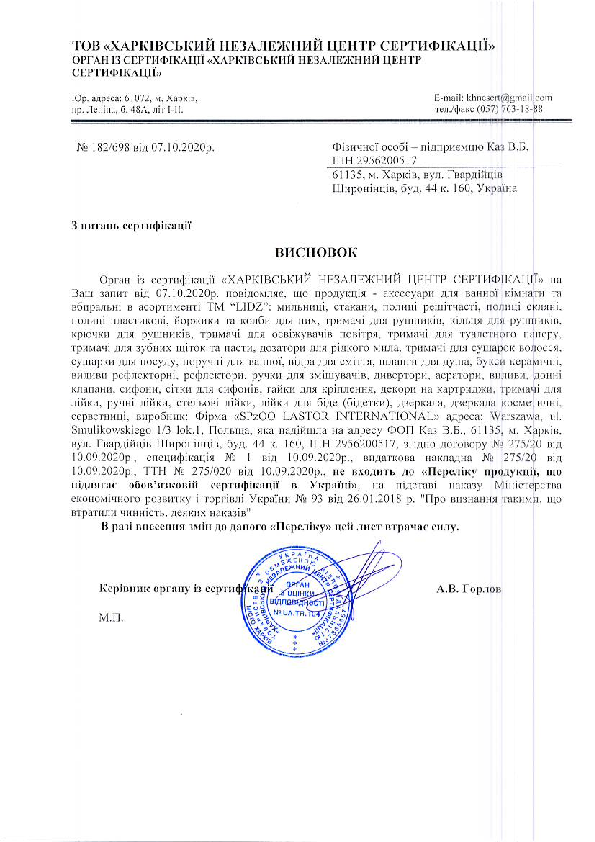 ТОВ «ХАРКІВСЬКИЙ НЕЗАЛЕЖНИЙ ЦЕНТР СЕРТИФІКАЦІЇ»
ОРГАН ІЗ СЕРТИФІКАЦІЇ «ХАРКІВСЬКИЙ НЕЗАЛЕЖНИЙ ЦЕНТР
СЕРТИФІКАЦІЇ»
Юр. адреса: 61072, м. Харків,
пр. Леніна, б. 48А, літ
E-mail: khncsert@gmail.com
тел./факс (057) 763-13-88
№ 182/698 від 07.10.2020р.
Фізичної особі – підприємцю Каз В.Б.
ІПН 2956200517
61135, м. Харків, вул. Гвардійців
Широнінців, буд. 44 к. 160, Україна
З питань сертифікації
ВИСНОВОК
Орган із сертифікації «ХАРКІВСЬКИЙ НЕЗАЛЕЖНИЙ ЦЕНТР СЕРТИФІКАЦІЇ» на
Ваш запит від 07.10.2020р. повідомляє, що продукція - аксесуари для ванної кімнати та
вбиральні в асортименті ТМ “LIDZ”: мильниці, стакани, полиці решітчасті, полиці скляні,
полиці пластикові, йоржики та колби для них, тримачі для рушників, кільця для рушників,
крючки для рушників, тримачі для освіжувачів повітря, тримачі для туалетного паперу,
тримачі для зубних щіток та пасти, дозатори для рідкого мила, тримачі для сушарок волосся,
сушарки для посуду, поручні для ванної, відра для сміття, шланги для душа, букси керамічні,
виливи рефлекторні, рефлектори, ручки для змішувачів, дивертори, аератори, виливи, донні
клапани, сифони, сітки для сифонів, гайки для кріплення, декори на картриджи, тримачі для
лійки, ручні лійки, стельові лійки, лійки для біде (бідетки), дзеркала, дзеркала косметичні,
серветниці, виробник: Фірма «SPzOO LASTOR INTERNATIONAL» адреса: Warszawa, ul.
Smulikowskiego 1/3 lok.1, Польща, яка надійшла на адресу ФОП Каз В.Б., 61135, м. Харків,
вул. Гвардійців Широнінців, буд. 44 к. 160, ІПН 2956200517, згідно договору № 275/20 від
10.09.2020р., специфікація № 1 від 10.09.2020р., видаткова накладна № 275/20 від
10.09.2020р., ТТН № 275/020 від 10.09.2020р., не входить до «Переліку продукції, що
підлягає обов’язковій сертифікації в Україні», на підставі наказу Міністерства
економічного розвитку і торгівлі України № 93 від 26.01.2018 р. "Про визнання такими, що
втратили чинність, деяких наказів"
В разі внесення змін до даного «Переліку» цей лист втрачає силу.
Керівник органу із сертифікації
А.В. Горлов
М.П.
УКРАЇНА
ОРГАН
З ОЦІНКИ
ВІДПОВІДНОСТІ